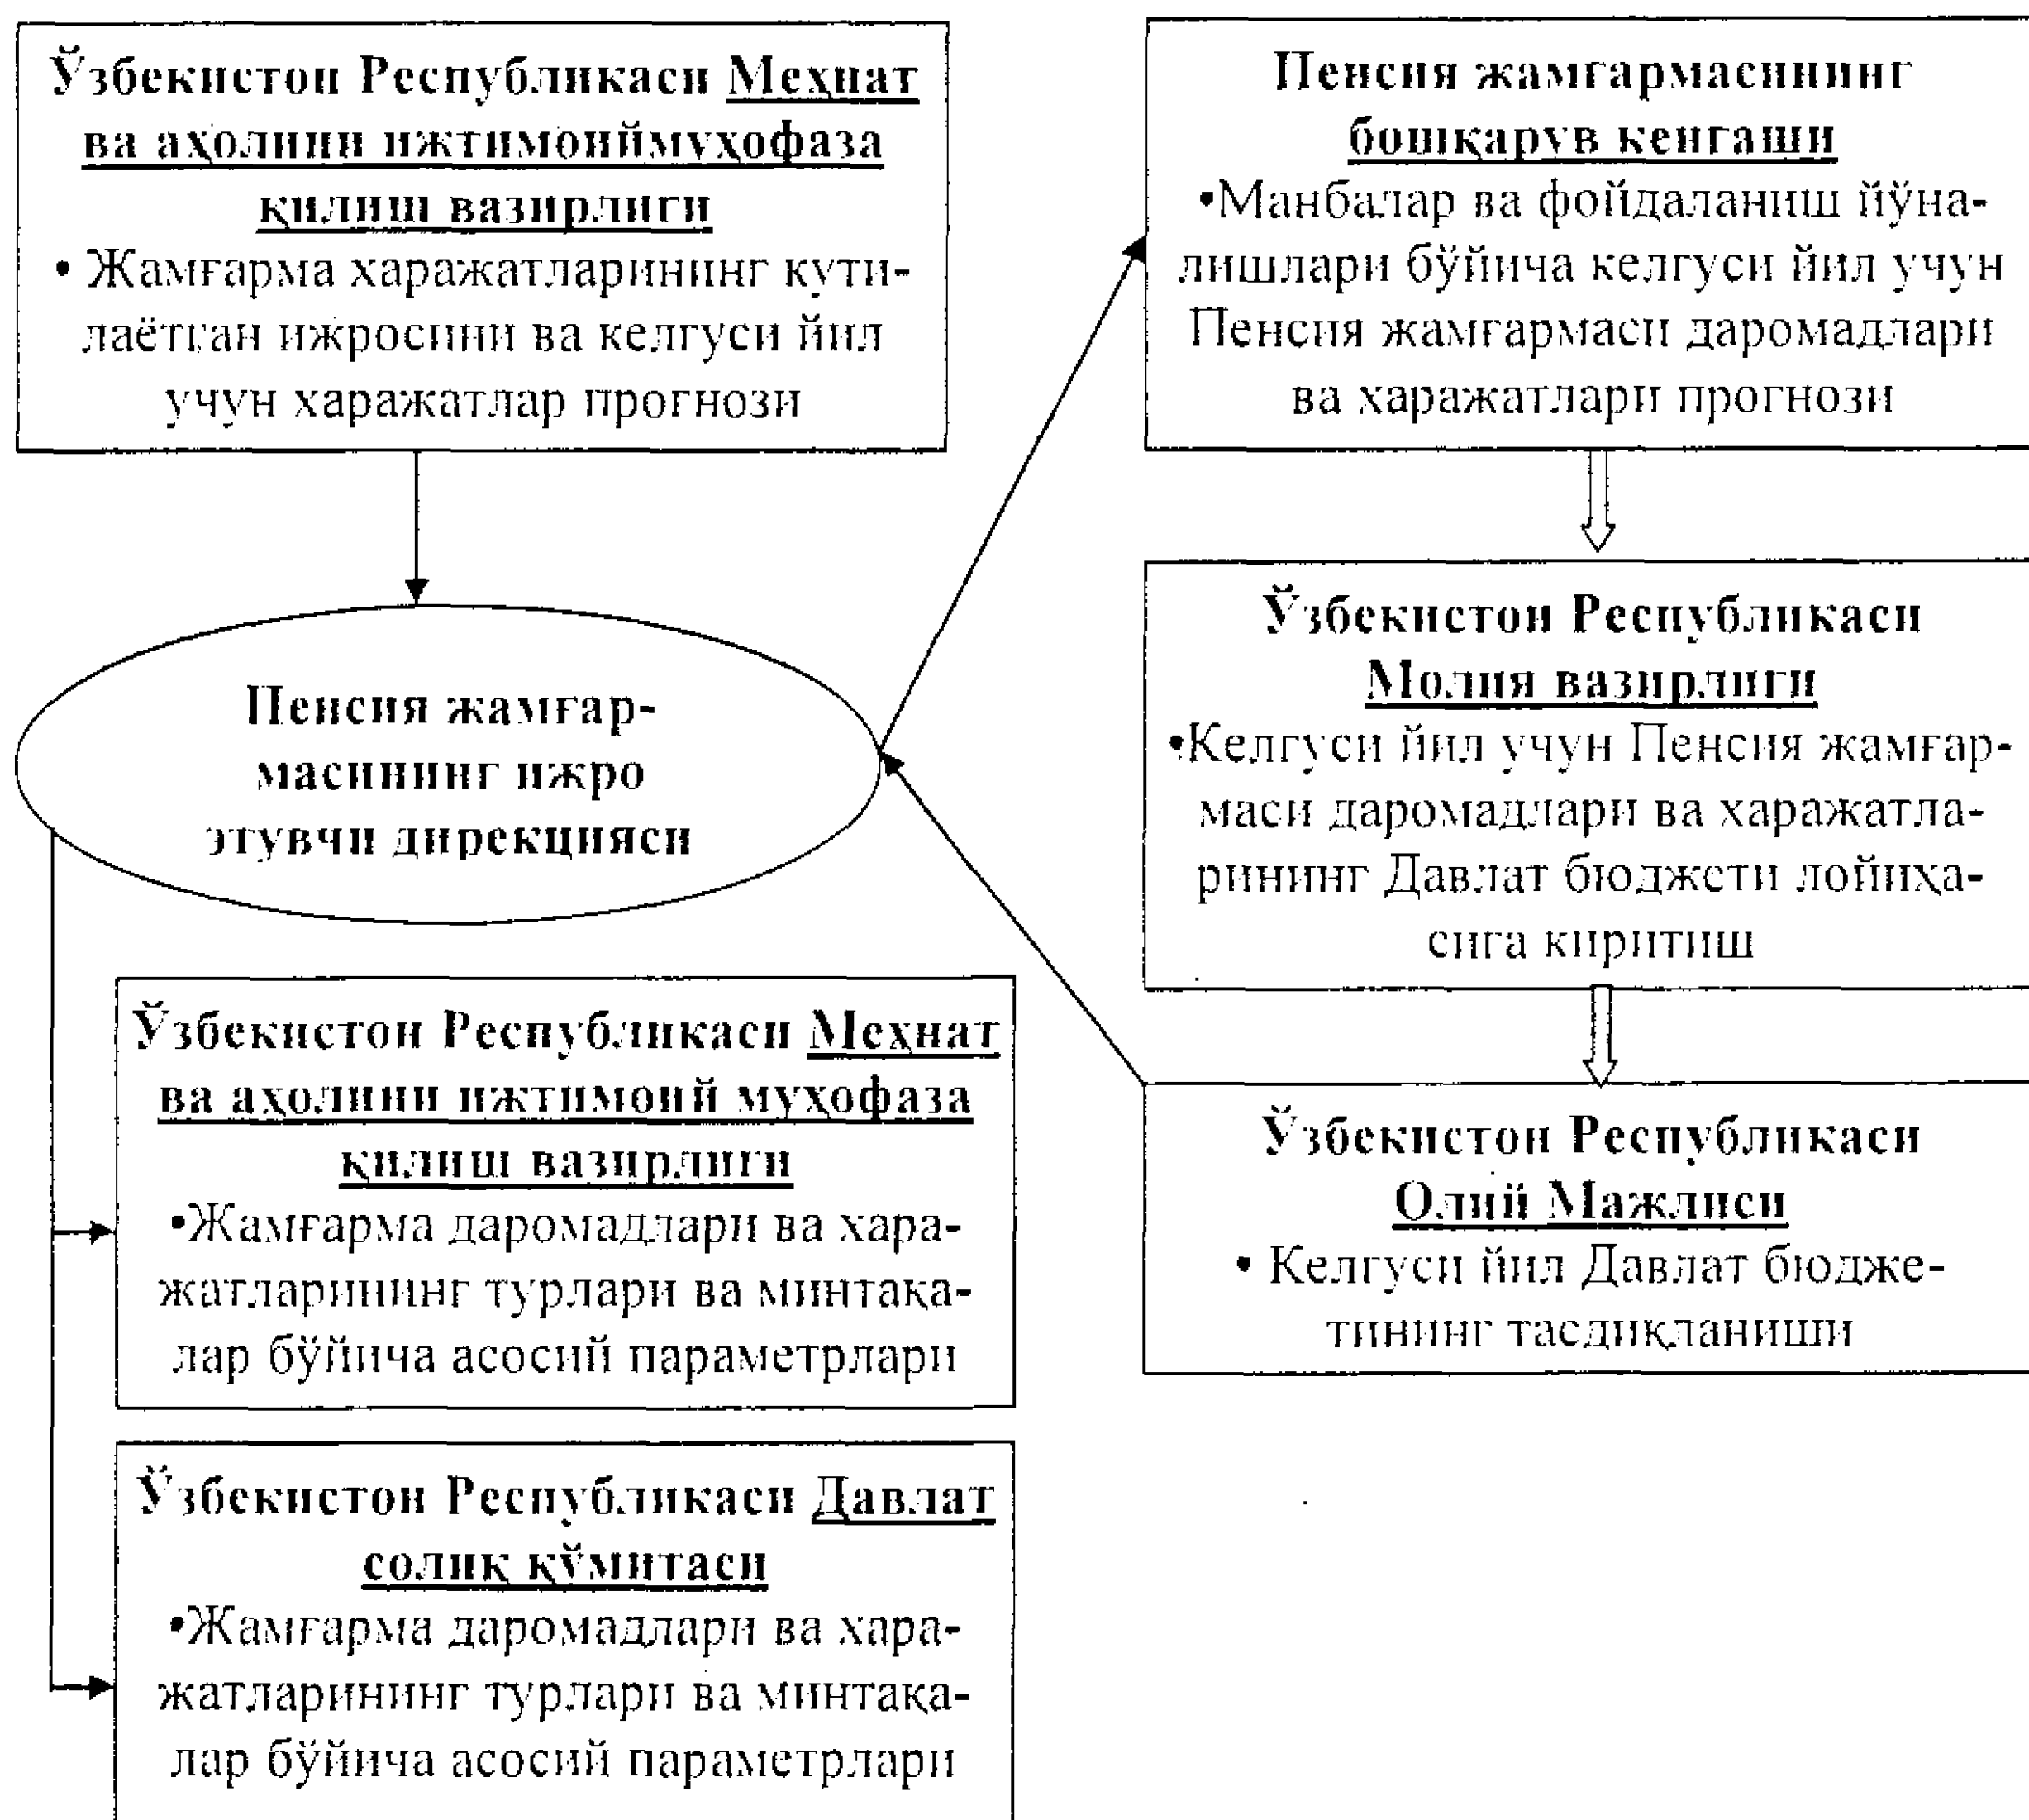 Ўзбекистон Республикаси Меҳнат
ва аҳолини ижтимониймуҳофаза
қилиш вазирлиги
• Жамғарма харажатларининг кути-
лаётган ижросини ва келгуси йил
учун харажатлар прогнози
Пенсия жамғар-
масининг ижро
этувчи дирекцияси
Ўзбекистон Республикаси Меҳнат
ва аҳолини ижтимоий муҳофаза
қилиш вазирлиги
•Жамғарма даромадлари ва хара-
жатларининг турлари ва минтақа-
лар бўйича асосий параметрлари
Ўзбекистон Республикаси Давлат
солиқ қўмитаси
•Жамғарма даромадлари ва хара-
жатларининг турлари ва минтақа-
лар бўйича асосий параметрлари
Пенсия жамғармасининг
бошқарув кенгаши
•Манбалар ва фойдаланиш йўна-
лишлари бўйича келгуси йил учун
Пенсия жамғармаси даромадлари
ва харажатлари прогнози
Ўзбекистон Республикаси
Молия вазирлиги
•Келгуси йил учун Пенсия жамғар-
маси даромадлари ва харажатла-
рининг Давлат бюджети лойиҳа-
сига киритиш
Ўзбекистон Республикаси
Олий Мажлиси
• Келгуси йил Давлат бюдже-
тининг тасдиқланиши